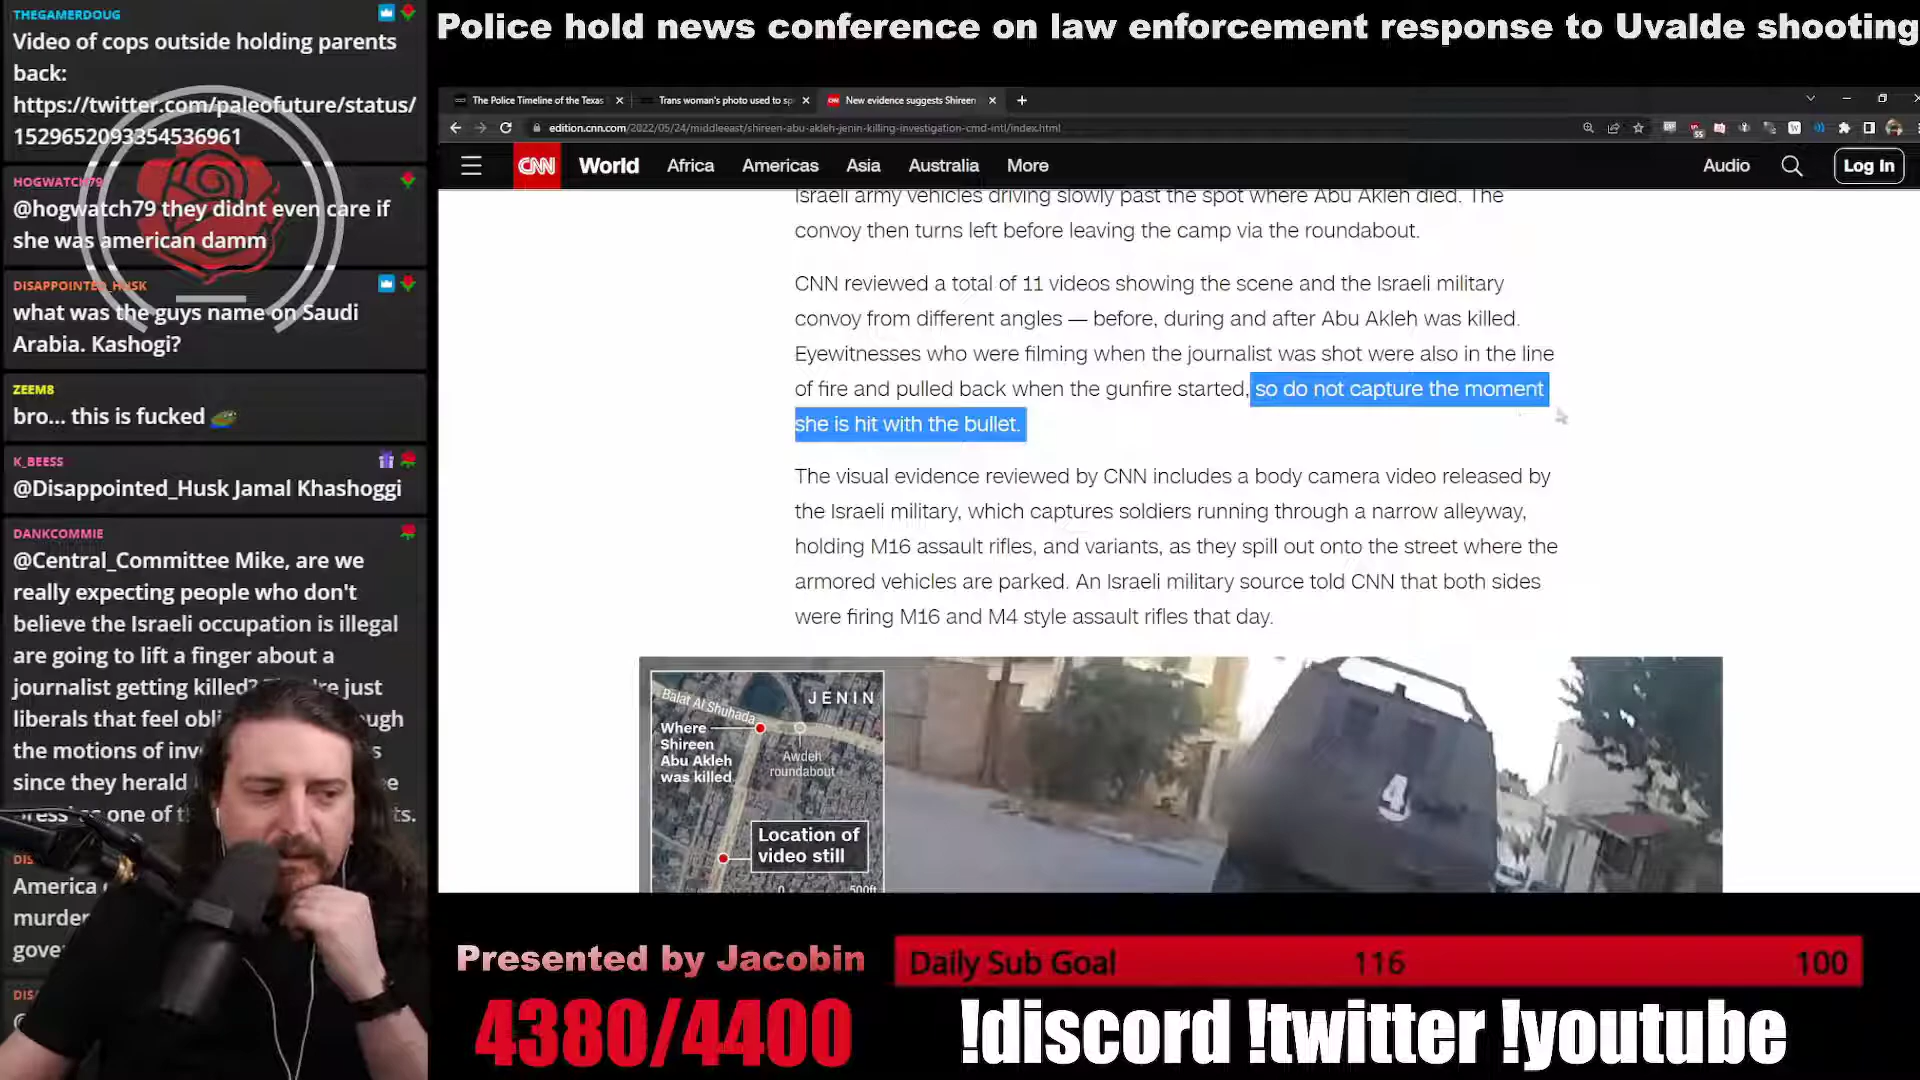 THEGAMERDOUG
Video of cops outside holding parents
back:
https://twitter.com/paleofuture/status/
1529652093354536961
HOGWATCH79
@hogwatch79 they didnt even care if
she was american damm
DISAPPOINTED_HUSK
what was the guys name on Saudi
Arabia. Kashogi?
ZEEM8
bro... this is fucked
K_BEESS
@Disappointed_Husk Jamal Khashoggi
DANKCOMMIE
@Central_Committee Mike, are we
really expecting people who don't
believe the Israeli occupation is illegal
are going to lift a finger about a
journalist getting killed? just
liberals that feel
the motions of
since they herald
one of
America
murder
Police hold news conference on law enforcement response to Uvalde shooting
The Police Timeline of the Texas
Trans woman's photo used to sp
New evidence suggests Shireen
edition.cnn.com/2022/05/24/middleeast/shireen-abu-akleh-jenin-killing-investigation-cmd-intl/index.html
CNN World Africa Americas Asia Australia More Audio Log In
Israeli army vehicles driving slowly past the spot where Abu Akleh died. The
convoy then turns left before leaving the camp via the roundabout.
CNN reviewed a total of 11 videos showing the scene and the Israeli military
convoy from different angles — before, during and after Abu Akleh was killed.
Eyewitnesses who were filming when the journalist was shot were also in the line
of fire and pulled back when the gunfire started, so do not capture the moment
she is hit with the bullet.
The visual evidence reviewed by CNN includes a body camera video released by
the Israeli military, which captures soldiers running through a narrow alleyway,
holding M16 assault rifles, and variants, as they spill out onto the street where the
armored vehicles are parked. An Israeli military source told CNN that both sides
were firing M16 and M4 style assault rifles that day.
JENIN
Balat Al Shuhada
Where
Shireen
Abu Akleh
was killed
Awdeh
roundabout
Location of
video still
0 500ft
4
Presented by Jacobin
4380/4400
Daily Sub Goal 116 100
!discord !twitter !youtube